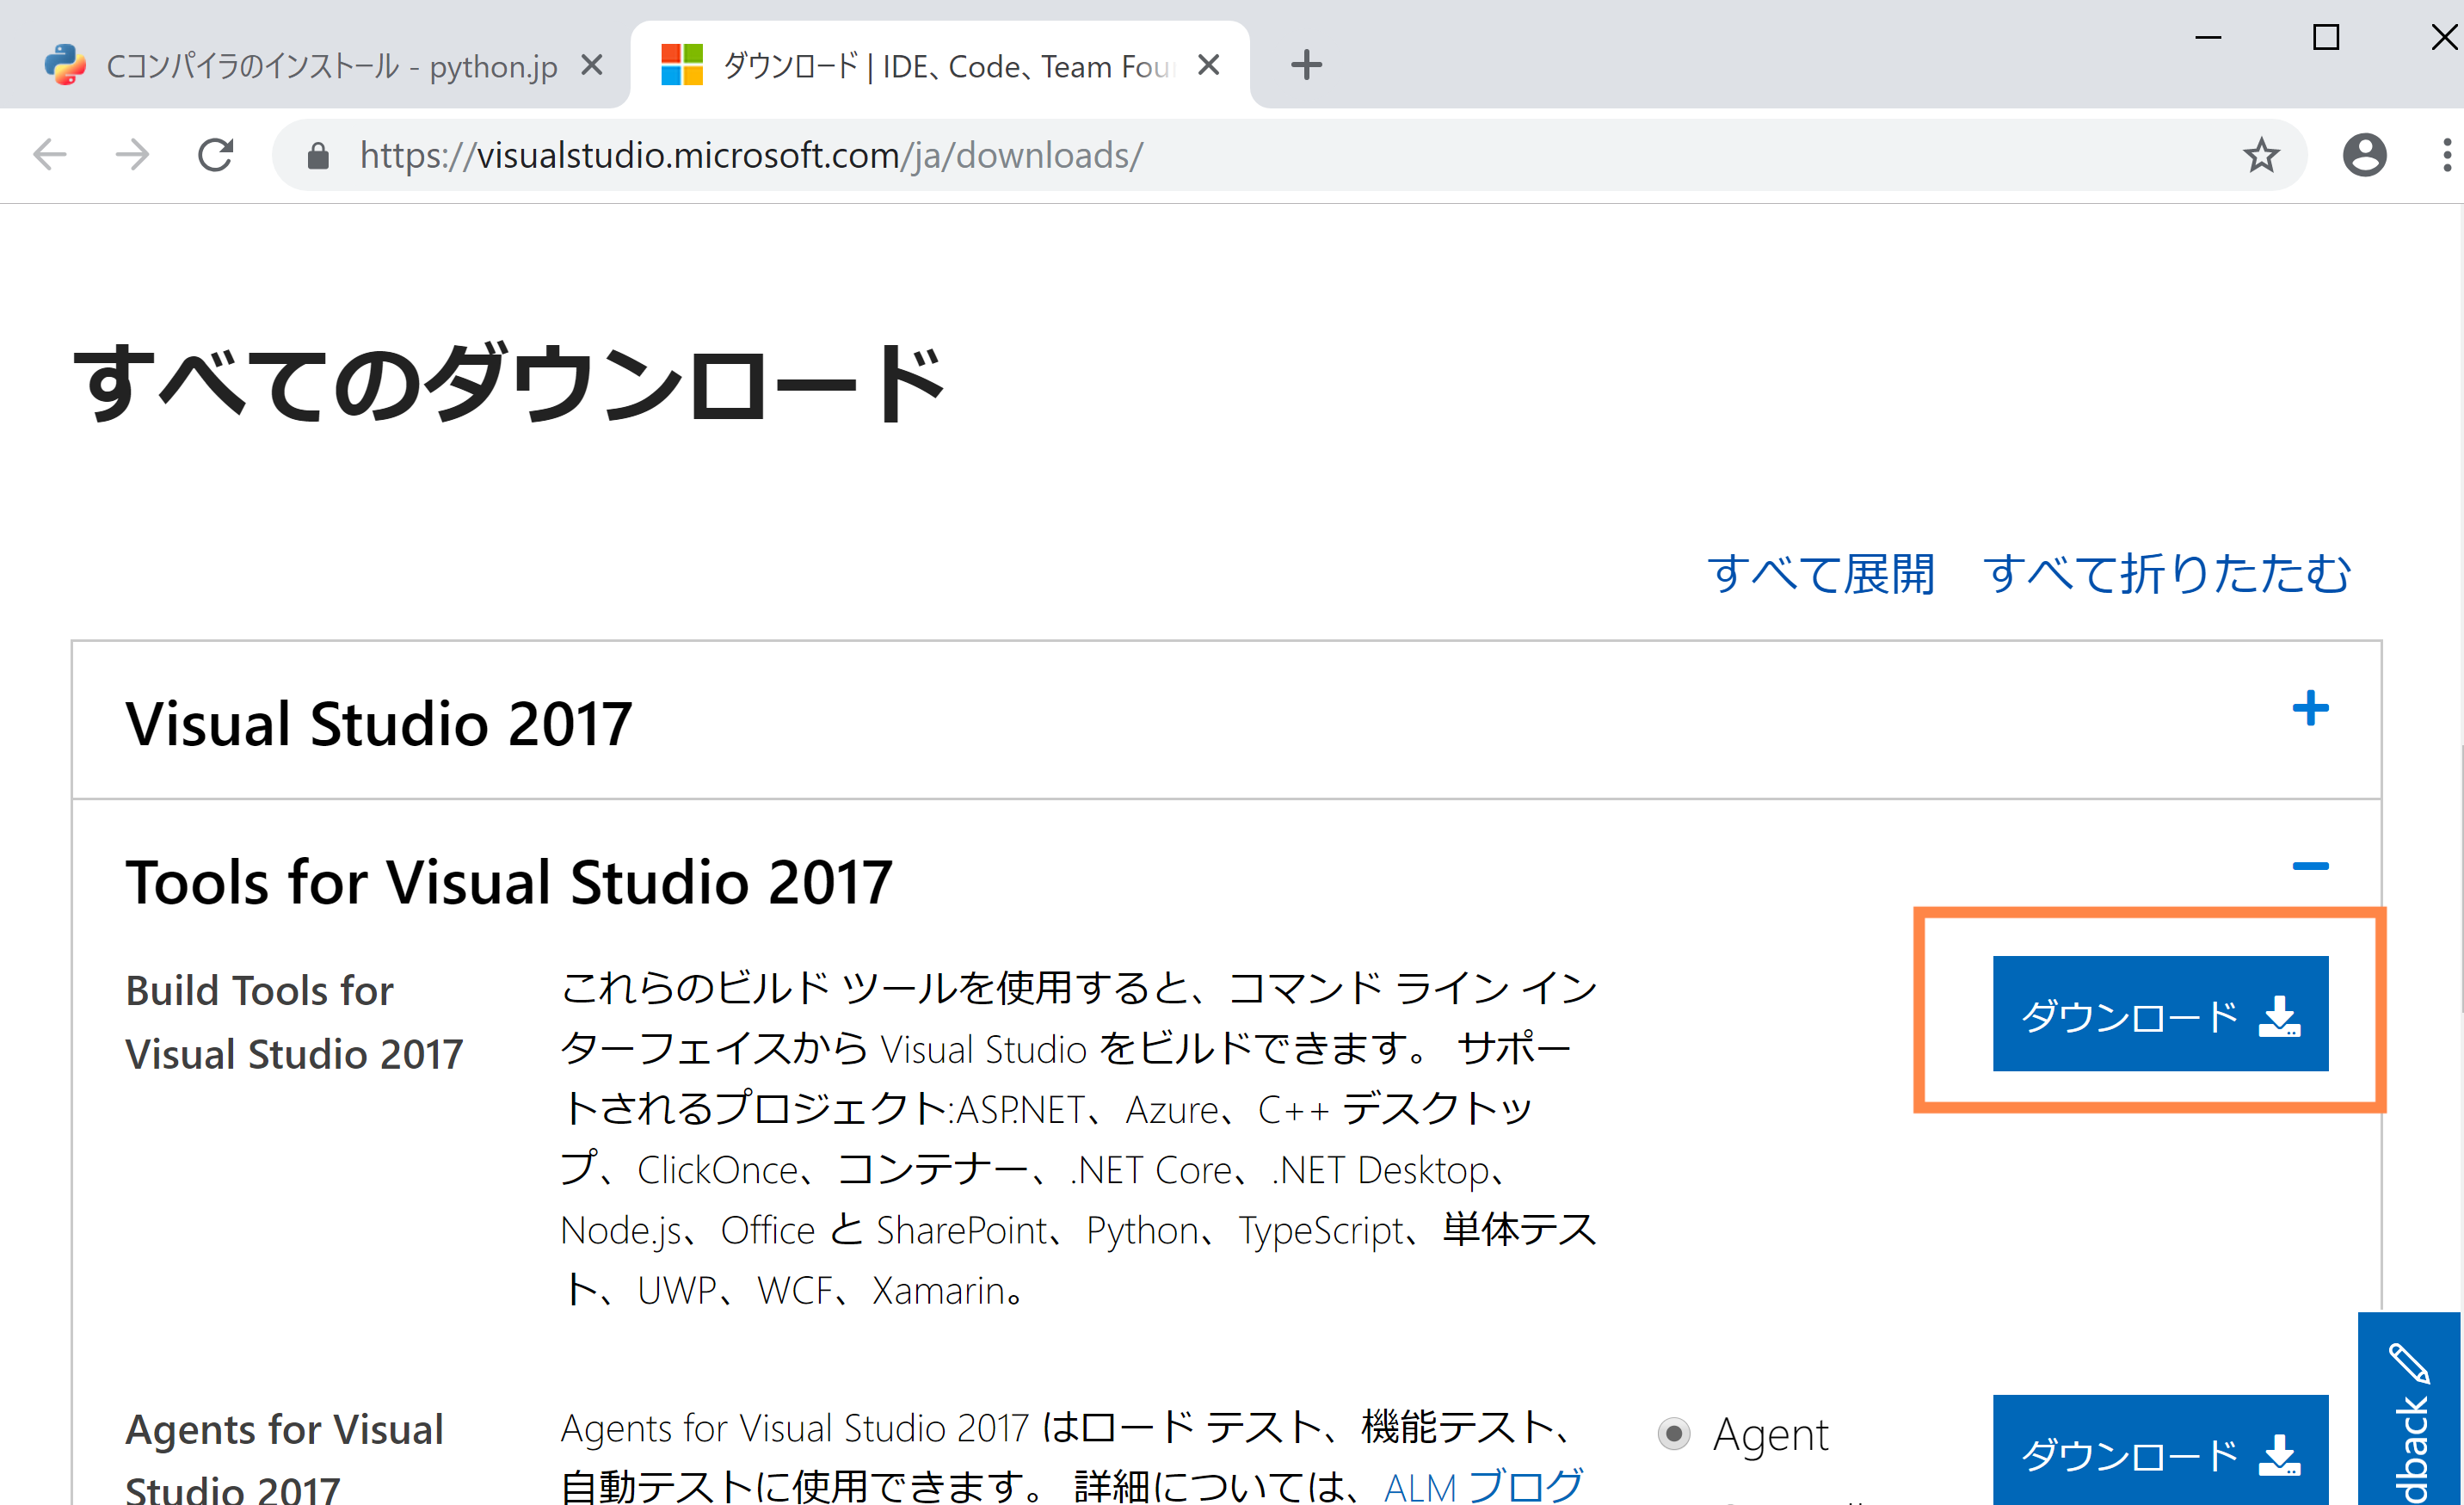 Cコンパイラのインストール - python.jp
ダウンロード | IDE、Code、Team
https://visualstudio.microsoft.com/ja/downloads/
すべてのダウンロード
すべて展開 すべて折りたたむ
Visual Studio 2017
Tools for Visual Studio 2017
Build Tools for
Visual Studio 2017
これらのビルド ツールを使用すると、コマンド ライン イン
ターフェイスから Visual Studio をビルドできます。 サポー
トされるプロジェクト:ASP.NET、Azure、C++ デスクトッ
プ、ClickOnce、コンテナー、.NET Core、.NET Desktop、
Node.js、Office と SharePoint、Python、TypeScript、単体テス
ト、UWP、WCF、Xamarin。
ダウンロード
Agents for Visual
Studio 2017
Agents for Visual Studio 2017 はロード テスト、機能テスト、
自動テストに使用できます。 詳細については、ALM ブログ
Agent
ダウンロード
dback